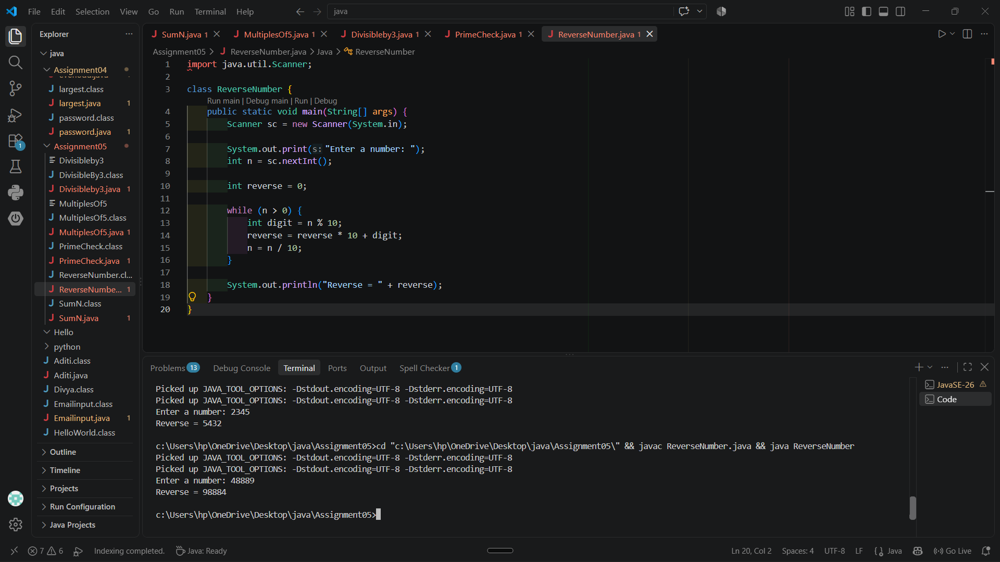 File Edit Selection View Go Run Terminal Help
java
Explorer
java
Assignment04
largest.class
largest.java 1
password.class
password.java 1
Assignment05
Divisibleby3
DivisibleBy3.class
Divisibleby3.java 1
MultiplesOf5
MultiplesOf5.class
MultiplesOf5.java 1
PrimeCheck.class
PrimeCheck.java 1
ReverseNumber.cl...
ReverseNumbe... 1
SumN.class
SumN.java 1
Hello
python
Aditi.class
Aditi.java
Divya.class
Emailinput.class
Emailinput.java 1
HelloWorld.class
Outline
Timeline
Projects
Run Configuration
Java Projects
1
SumN.java 1 MultiplesOf5.java 1 Divisibleby3.java 1 PrimeCheck.java 1 ReverseNumber.java 1
Assignment05 > ReverseNumber.java > Java > ReverseNumber
1 import java.util.Scanner;
2
3 class ReverseNumber {
Run main | Debug main | Run | Debug
4 public static void main(String[] args) {
5 Scanner sc = new Scanner(System.in);
6
7 System.out.print(s: "Enter a number: ");
8 int n = sc.nextInt();
9
10 int reverse = 0;
11
12 while (n > 0) {
13 int digit = n % 10;
14 reverse = reverse * 10 + digit;
15 n = n / 10;
16 }
17
18 System.out.println("Reverse = " + reverse);
19 }
20 }
Problems 13 Debug Console Terminal Ports Output Spell Checker 1
Picked up JAVA_TOOL_OPTIONS: -Dstdout.encoding=UTF-8 -Dstderr.encoding=UTF-8
Picked up JAVA_TOOL_OPTIONS: -Dstdout.encoding=UTF-8 -Dstderr.encoding=UTF-8
Enter a number: 2345
Reverse = 5432
c:\Users\hp\OneDrive\Desktop\java\Assignment05>cd "c:\Users\hp\OneDrive\Desktop\java\Assignment05\" && javac ReverseNumber.java && java ReverseNumber
Picked up JAVA_TOOL_OPTIONS: -Dstdout.encoding=UTF-8 -Dstderr.encoding=UTF-8
Picked up JAVA_TOOL_OPTIONS: -Dstdout.encoding=UTF-8 -Dstderr.encoding=UTF-8
Enter a number: 48889
Reverse = 98884
c:\Users\hp\OneDrive\Desktop\java\Assignment05>
JavaSE-26
Code
7 6 Indexing completed. Java: Ready Ln 20, Col 2 Spaces: 4 UTF-8 LF {} Java Go Live